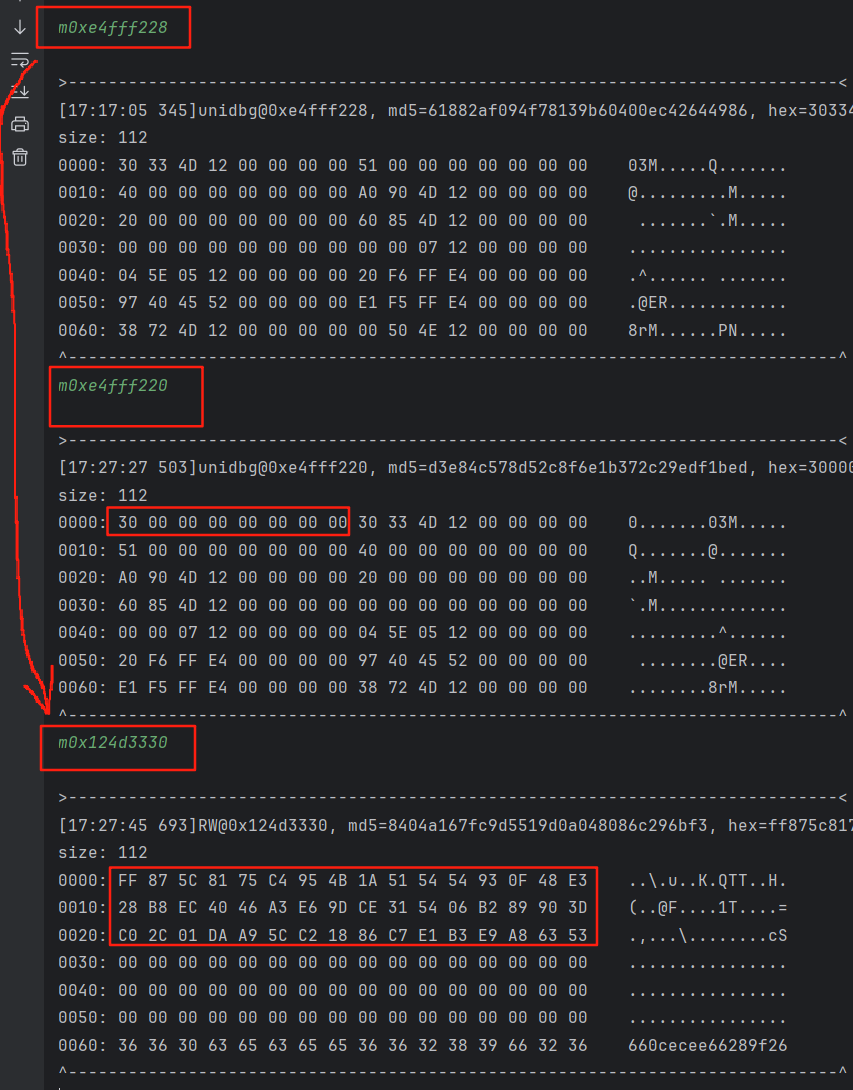 m0xe4fff228
>-----------------------------------------------------------------------------<
[17:17:05 345]unidbg@0xe4fff228, md5=61882af094f78139b60400ec42644986, hex=30334
size: 112
0000: 30 33 4D 12 00 00 00 00 51 00 00 00 00 00 00 00    03M.....Q.......
0010: 40 00 00 00 00 00 00 00 A0 90 4D 12 00 00 00 00    @.........M.....
0020: 20 00 00 00 00 00 00 00 60 85 4D 12 00 00 00 00     .......`.M.....
0030: 00 00 00 00 00 00 00 00 00 00 07 12 00 00 00 00    ................
0040: 04 5E 05 12 00 00 00 00 20 F6 FF E4 00 00 00 00    .^...... .......
0050: 97 40 45 52 00 00 00 00 E1 F5 FF E4 00 00 00 00    .@ER............
0060: 38 72 4D 12 00 00 00 00 00 50 4E 12 00 00 00 00    8rM......PN.....
^-----------------------------------------------------------------------------^
m0xe4fff220
>-----------------------------------------------------------------------------<
[17:27:27 503]unidbg@0xe4fff220, md5=d3e84c578d52c8f6e1b372c29edf1bed, hex=30000
size: 112
0000: 30 00 00 00 00 00 00 00 30 33 4D 12 00 00 00 00    0.......03M.....
0010: 51 00 00 00 00 00 00 00 40 00 00 00 00 00 00 00    Q.......@.......
0020: A0 90 4D 12 00 00 00 00 20 00 00 00 00 00 00 00    ..M..... .......
0030: 60 85 4D 12 00 00 00 00 00 00 00 00 00 00 00 00    `.M.............
0040: 00 00 07 12 00 00 00 00 04 5E 05 12 00 00 00 00    .........^......
0050: 20 F6 FF E4 00 00 00 00 97 40 45 52 00 00 00 00     ........@ER....
0060: E1 F5 FF E4 00 00 00 00 38 72 4D 12 00 00 00 00    ........8rM.....
^-----------------------------------------------------------------------------^
m0x124d3330
>-----------------------------------------------------------------------------<
[17:27:45 693]RW@0x124d3330, md5=8404a167fc9d5519d0a048086c296bf3, hex=ff875c817
size: 112
0000: FF 87 5C 81 75 C4 95 4B 1A 51 54 54 93 0F 48 E3    ..\.u..K.QTT..H.
0010: 28 B8 EC 40 46 A3 E6 9D CE 31 54 06 B2 89 90 3D    (..@F....1T....=
0020: C0 2C 01 DA A9 5C C2 18 86 C7 E1 B3 E9 A8 63 53    .,...\........cS
0030: 00 00 00 00 00 00 00 00 00 00 00 00 00 00 00 00    ................
0040: 00 00 00 00 00 00 00 00 00 00 00 00 00 00 00 00    ................
0050: 00 00 00 00 00 00 00 00 00 00 00 00 00 00 00 00    ................
0060: 36 36 30 63 65 63 65 65 36 36 32 38 39 66 32 36    660cecee66289f26
^-----------------------------------------------------------------------------^